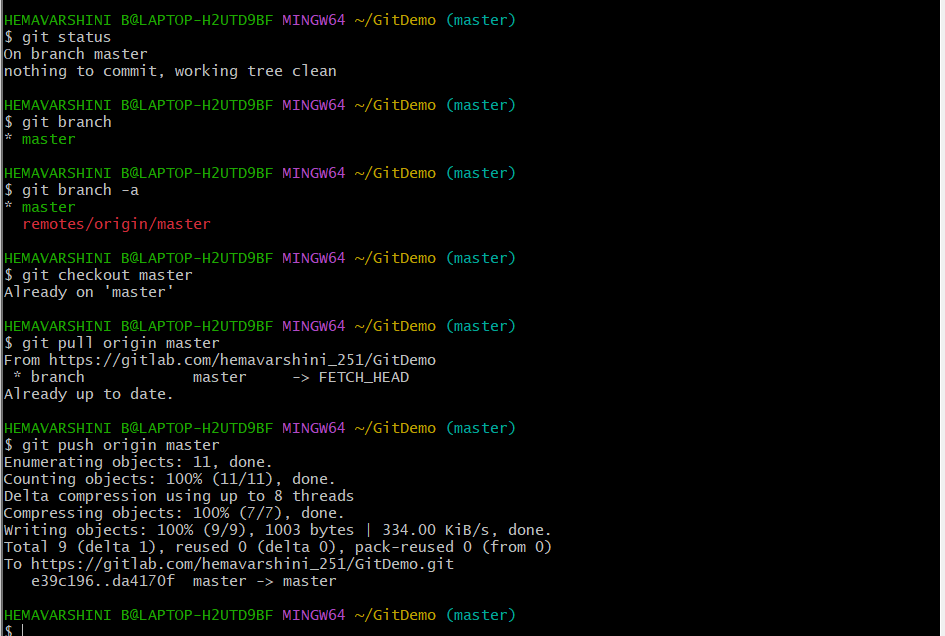 HEMAVARSHINI B@LAPTOP-H2UTD9BF MINGW64 ~/GitDemo (master)
$ git status
On branch master
nothing to commit, working tree clean
HEMAVARSHINI B@LAPTOP-H2UTD9BF MINGW64 ~/GitDemo (master)
$ git branch
* master
HEMAVARSHINI B@LAPTOP-H2UTD9BF MINGW64 ~/GitDemo (master)
$ git branch -a
* master
  remotes/origin/master
HEMAVARSHINI B@LAPTOP-H2UTD9BF MINGW64 ~/GitDemo (master)
$ git checkout master
Already on 'master'
HEMAVARSHINI B@LAPTOP-H2UTD9BF MINGW64 ~/GitDemo (master)
$ git pull origin master
From https://gitlab.com/hemavarshini_251/GitDemo
 * branch            master     -> FETCH_HEAD
Already up to date.
HEMAVARSHINI B@LAPTOP-H2UTD9BF MINGW64 ~/GitDemo (master)
$ git push origin master
Enumerating objects: 11, done.
Counting objects: 100% (11/11), done.
Delta compression using up to 8 threads
Compressing objects: 100% (7/7), done.
Writing objects: 100% (9/9), 1003 bytes | 334.00 KiB/s, done.
Total 9 (delta 1), reused 0 (delta 0), pack-reused 0 (from 0)
To https://gitlab.com/hemavarshini_251/GitDemo.git
   e39c196..da4170f  master -> master
HEMAVARSHINI B@LAPTOP-H2UTD9BF MINGW64 ~/GitDemo (master)
$